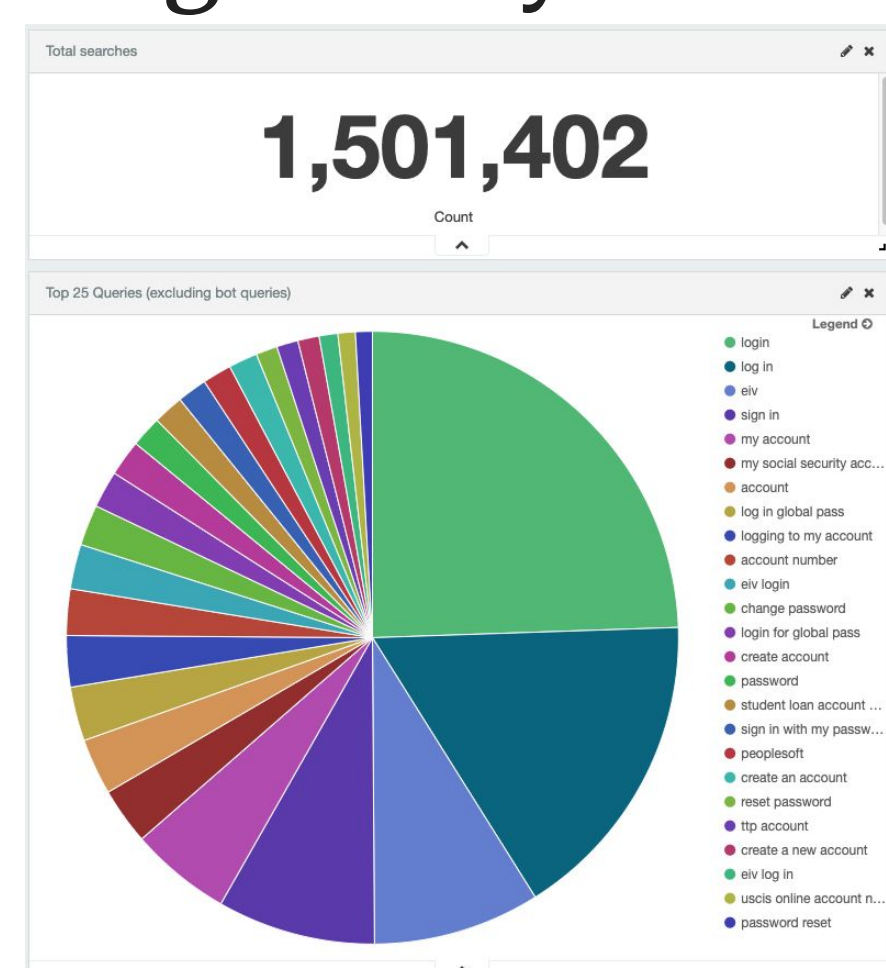 Total searches
1,501,402
Count
Top 25 Queries (excluding bot queries)
Legend
login
log in
eiv
sign in
my account
my social security acc...
account
log in global pass
logging to my account
account number
eiv login
change password
login for global pass
create account
password
student loan account ...
sign in with my passw...
peoplesoft
create an account
reset password
ttp account
create a new account
eiv log in
uscis online account n...
password reset